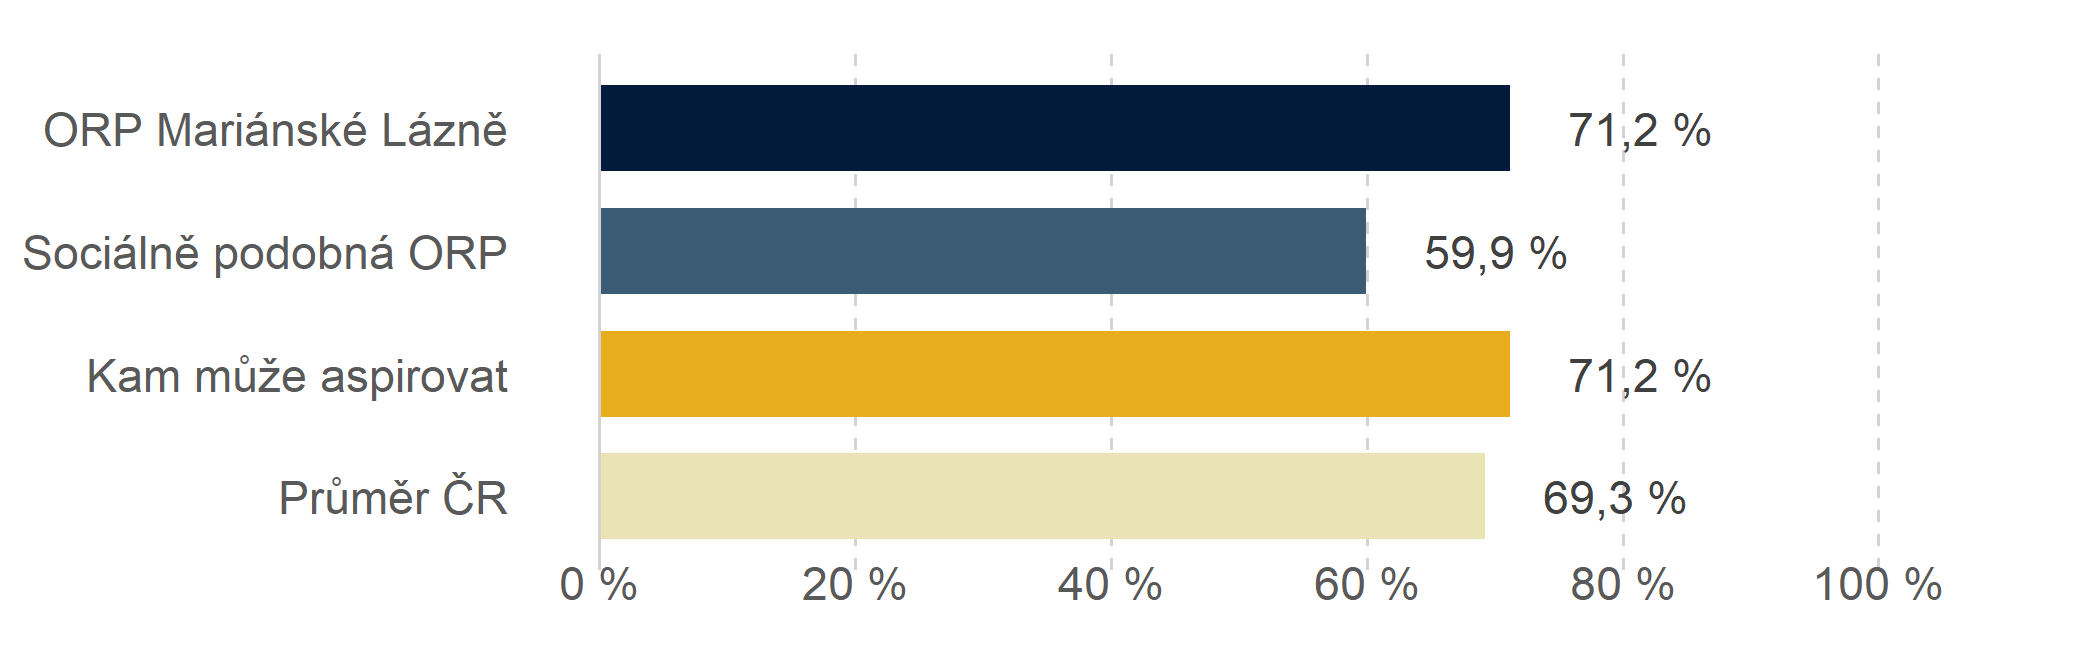 ORP Mariánské Lázně 71,2 %
Sociálně podobná ORP 59,9 %
Kam může aspirovat 71,2 %
Průměr ČR 69,3 %
0 % 20 % 40 % 60 % 80 % 100 %